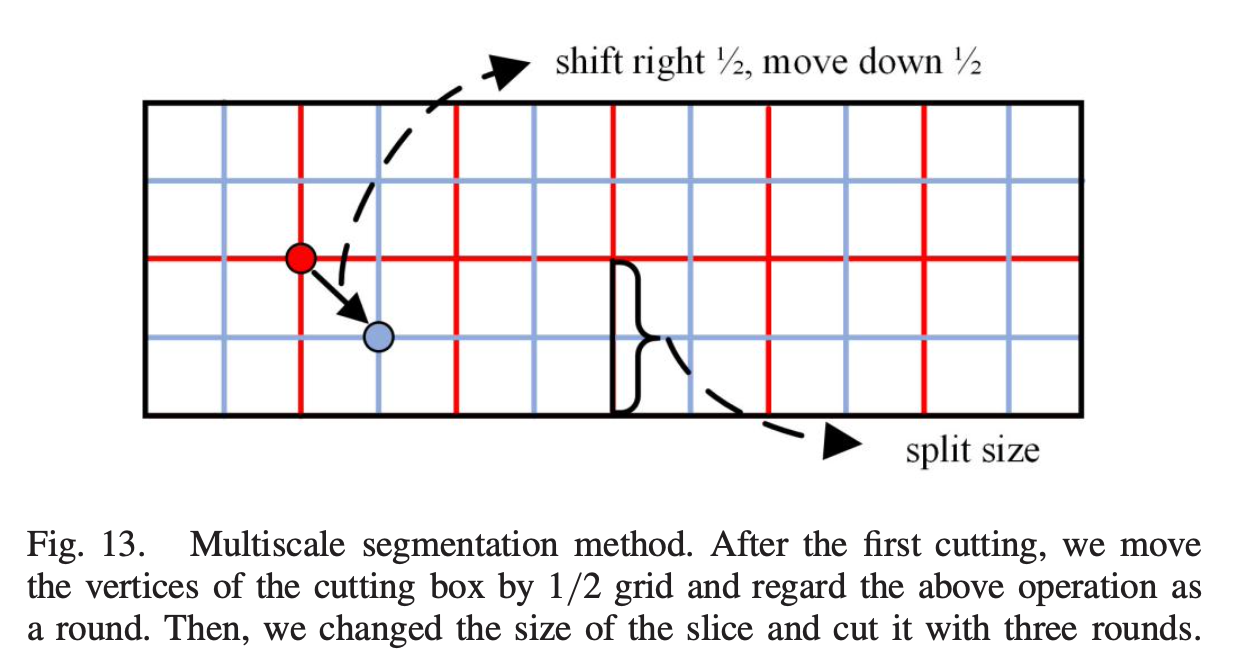 shift right ½, move down ½
split size
Fig. 13. Multiscale segmentation method. After the first cutting, we move
the vertices of the cutting box by 1/2 grid and regard the above operation as
a round. Then, we changed the size of the slice and cut it with three rounds.